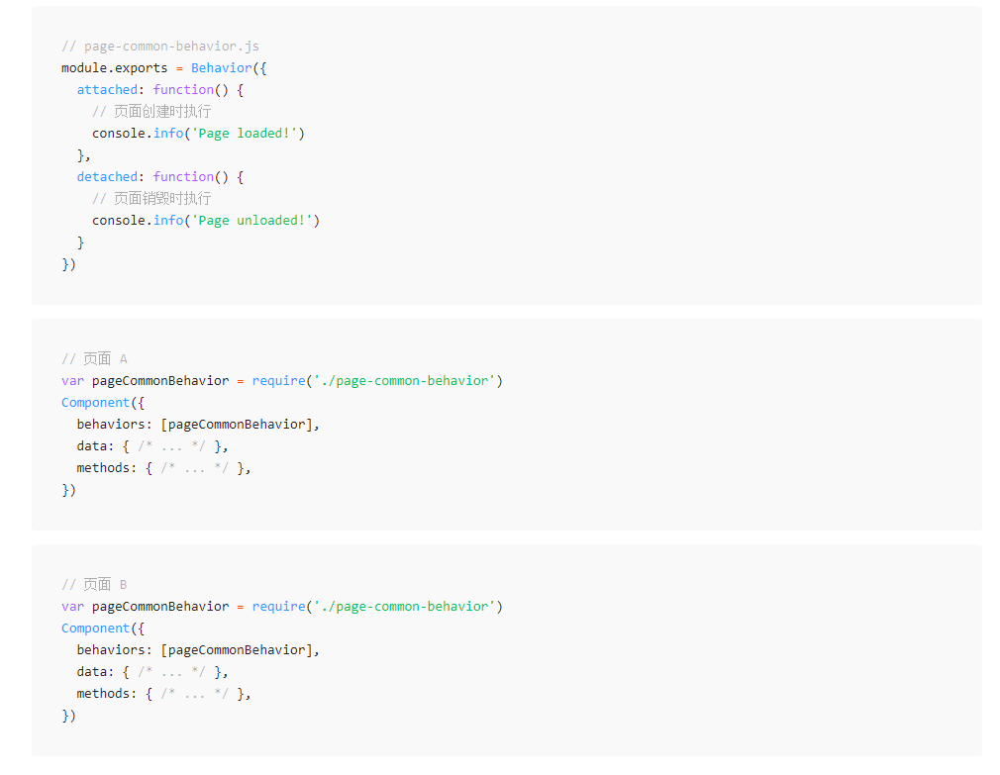 // page-common-behavior.js
module.exports = Behavior({
  attached: function() {
    // 页面创建时执行
    console.info('Page loaded!')
  },
  detached: function() {
    // 页面销毁时执行
    console.info('Page unloaded!')
  }
})
// 页面 A
var pageCommonBehavior = require('./page-common-behavior')
Component({
  behaviors: [pageCommonBehavior],
  data: { /* ... */ },
  methods: { /* ... */ },
})
// 页面 B
var pageCommonBehavior = require('./page-common-behavior')
Component({
  behaviors: [pageCommonBehavior],
  data: { /* ... */ },
  methods: { /* ... */ },
})